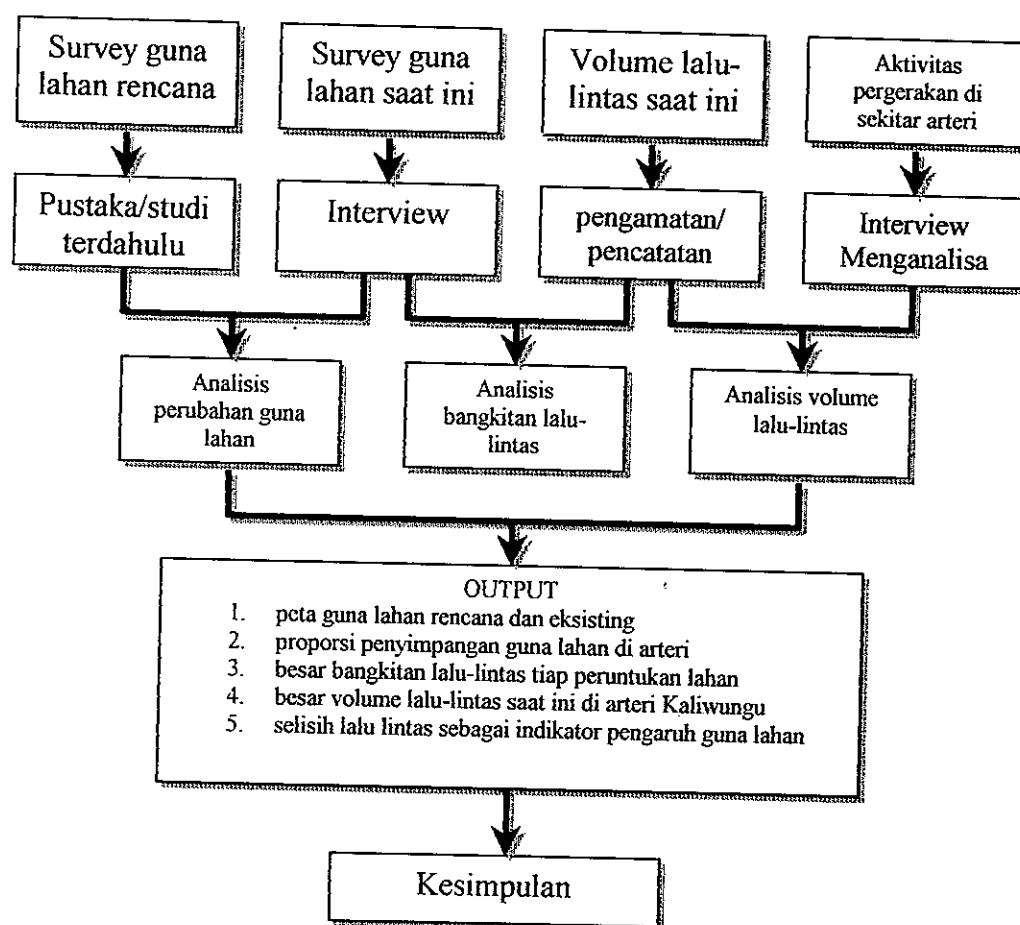 Survey guna
lahan rencana
Survey guna
lahan saat ini
Volume lalu-
lintas saat ini
Aktivitas
pergerakan di
sekitar arteri
Pustaka/studi
terdahulu
Interview
pengamatan/
pencatatan
Interview
Menganalisa
Analisis
perubahan guna
lahan
Analisis
bangkitan lalu-
lintas
Analisis volume
lalu-lintas
OUTPUT
1. peta guna lahan rencana dan eksisting
2. proporsi penyimpangan guna lahan di arteri
3. besar bangkitan lalu-lintas tiap peruntukan lahan
4. besar volume lalu-lintas saat ini di arteri Kaliwungu
5. selisih lalu lintas sebagai indikator pengaruh guna lahan
Kesimpulan